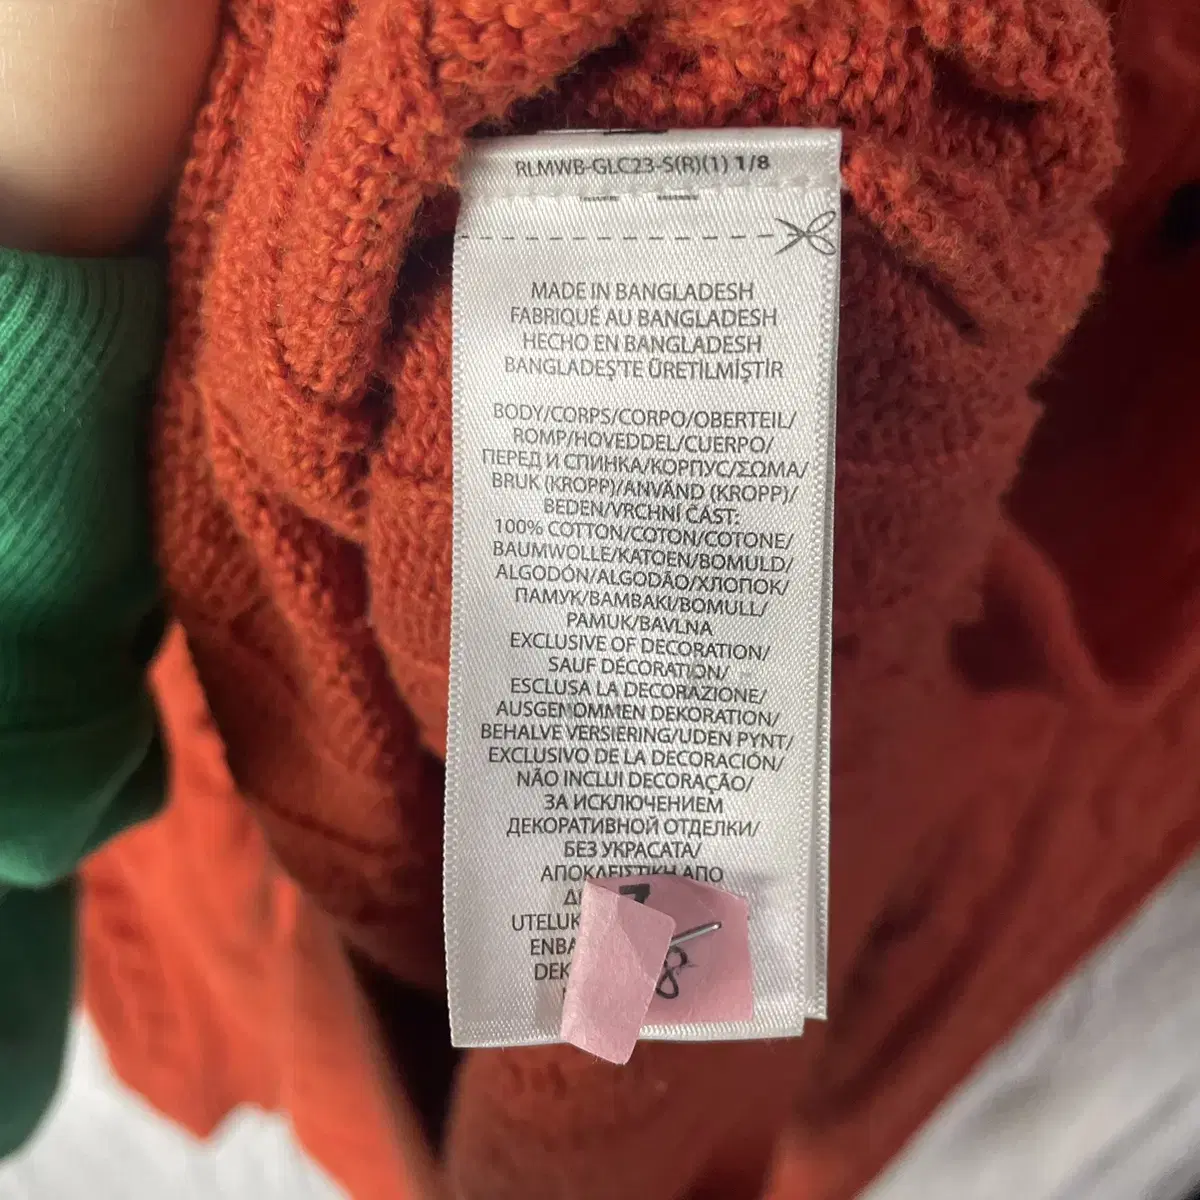 RLMWB-GLC23-S(R)(1) 1/8
MADE IN BANGLADESH
FABRIQUÉ AU BANGLADESH
HECHO EN BANGLADESH
BANGLADEŞ'TE ÜRETİLMİŞTİR
BODY/CORPS/CORPO/OBERTEIL/
ROMP/HOVEDDEL/CUERPO/
ПЕРЕД И СПИНКА/КОРПУС/ΣΩΜΑ/
BRUK (KROPP)/ANVÄND (KROPP)/
BEDEN/VRCHNÍ ČÁST:
100% COTTON/COTON/COTONE/
BAUMWOLLE/KATOEN/BOMULD/
ALGODÓN/ALGODÃO/ХЛОПОК/
ПАМУК/BAMBAKI/BOMULL/
PAMUK/BAVLNA
EXCLUSIVE OF DECORATION/
SAUF DÉCORATION/
ESCLUSA LA DECORAZIONE/
AUSGENOMMEN DEKORATION/
BEHALVE VERSIERING/UDEN PYNT/
EXCLUSIVO DE LA DECORACIÓN/
NÃO INCLUI DECORAÇÃO/
ЗА ИСКЛЮЧЕНИЕМ
ДЕКОРАТИВНОЙ ОТДЕЛКИ/
БЕЗ УКРАСАТА/
ΑΠΟΚΛΕΙΣΤΙΚΗ ΑΠΟ
8